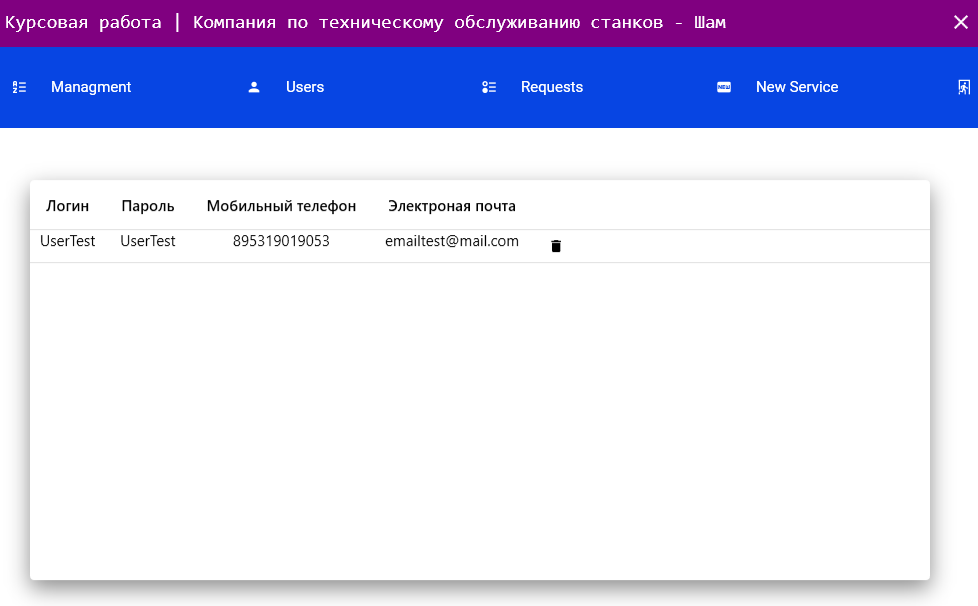 Курсовая работа | Компания по техническому обслуживанию станков - Шам
Managment Users Requests NEW New Service
Логин Пароль Мобильный телефон Электроная почта
UserTest UserTest 895319019053 emailtest@mail.com